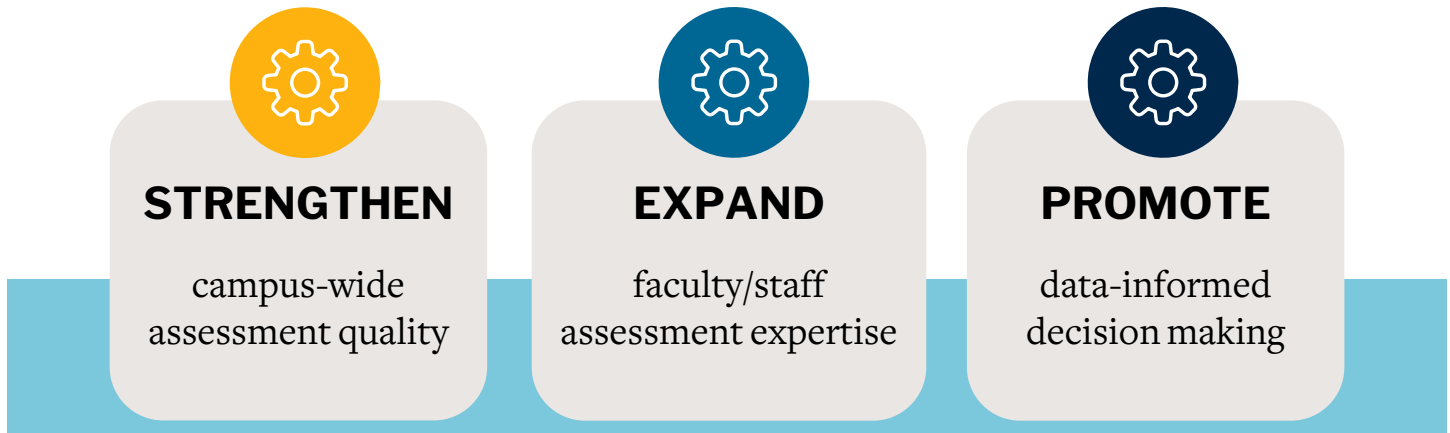 STRENGTHEN
campus-wide
assessment quality
EXPAND
faculty/staff
assessment expertise
PROMOTE
data-informed
decision making